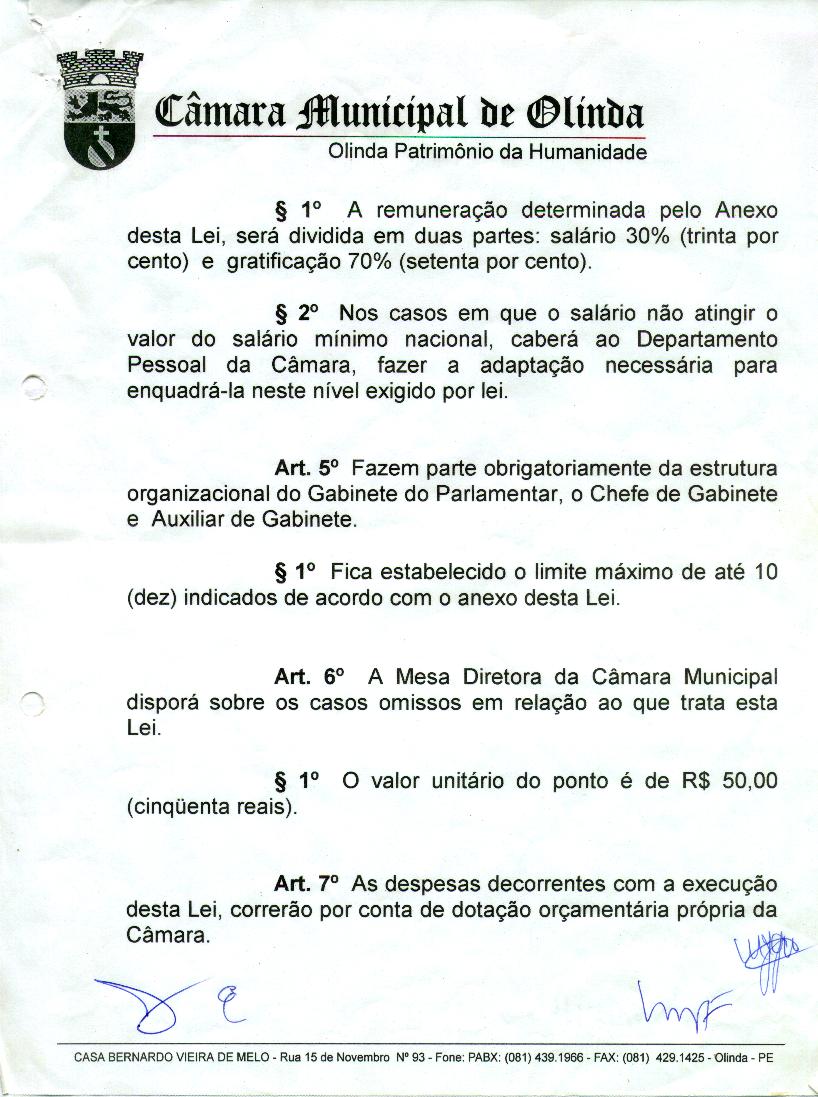 Câmara Municipal de Olinda
Olinda Patrimônio da Humanidade
§ 1º A remuneração determinada pelo Anexo
desta Lei, será dividida em duas partes: salário 30% (trinta por
cento) e gratificação 70% (setenta por cento).
§ 2º Nos casos em que o salário não atingir o
valor do salário mínimo nacional, caberá ao Departamento
Pessoal da Câmara, fazer a adaptação necessária para
enquadrá-la neste nível exigido por lei.
Art. 5º Fazem parte obrigatoriamente da estrutura
organizacional do Gabinete do Parlamentar, o Chefe de Gabinete
e Auxiliar de Gabinete.
§ 1º Fica estabelecido o limite máximo de até 10
(dez) indicados de acordo com o anexo desta Lei.
Art. 6º A Mesa Diretora da Câmara Municipal
disporá sobre os casos omissos em relação ao que trata esta
Lei.
§ 1º O valor unitário do ponto é de R$ 50,00
(cinqüenta reais).
Art. 7º As despesas decorrentes com a execução
desta Lei, correrão por conta de dotação orçamentária própria da
Câmara.
CASA BERNARDO VIEIRA DE MELO - Rua 15 de Novembro Nº 93 - Fone: PABX: (081) 439.1966 - FAX: (081) 429.1425 - Olinda - PE